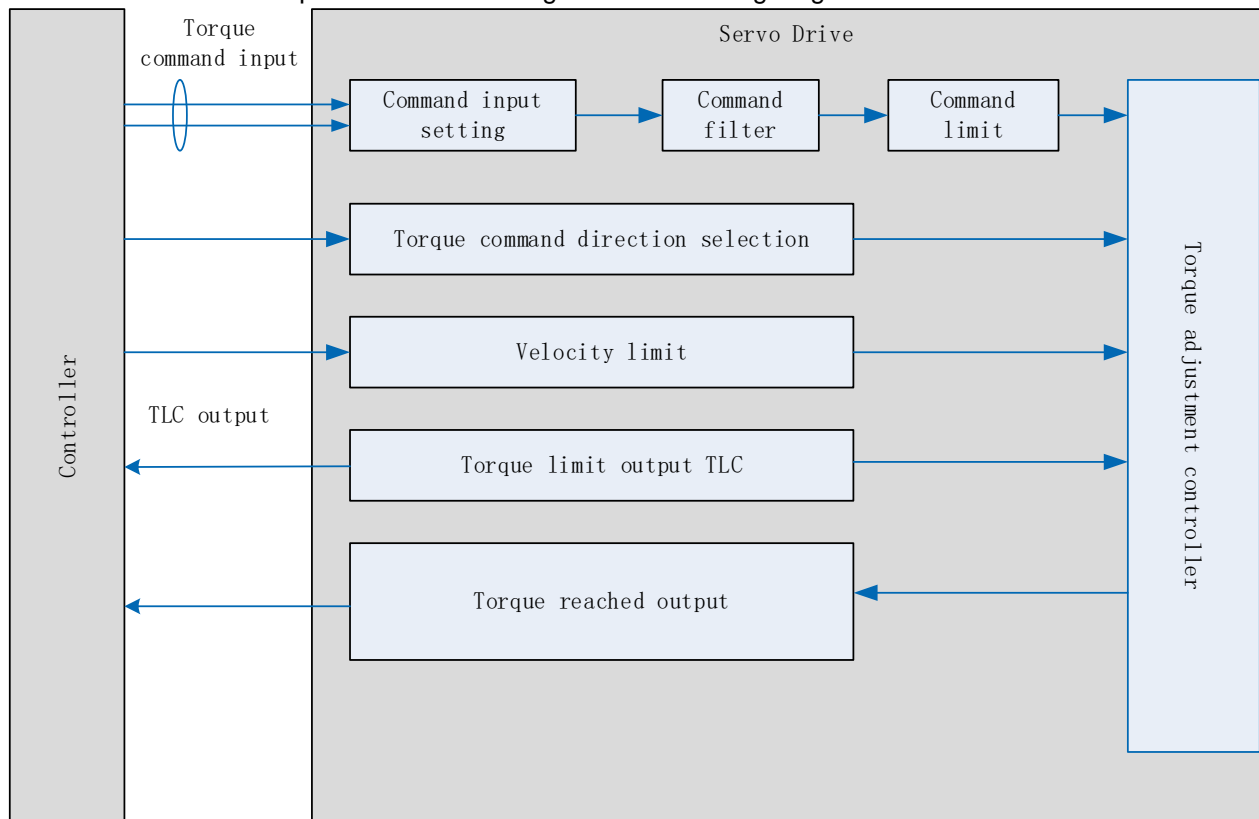 Torque
command input
Servo Drive
Command input
setting
Command
filter
Command
limit
Torque command direction selection
Velocity limit
TLC output
Torque limit output TLC
Torque reached output
Controller
Torque adjustment controller